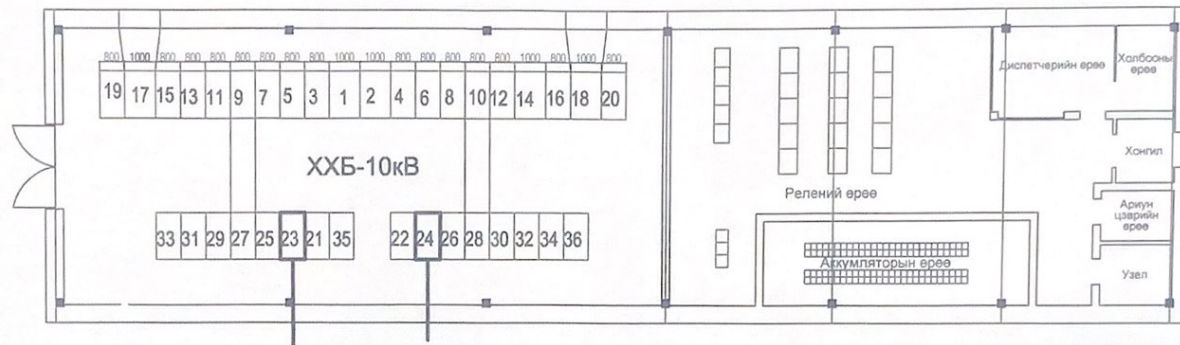 800 1000 800 800 800 800 800 800 800 1000 1000 800 800 800 800 800 1000 800 1000 800
19 17 15 13 11 9 7 5 3 1 2 4 6 8 10 12 14 16 18 20
Диспетчерийн өрөө
Холбооны
өрөө
Хонгил
ХХБ-10кВ
Релений өрөө
Ариун
цэврийн
өрөө
33 31 29 27 25 23 21 35 22 24 26 28 30 32 34 36
Аккумляторын өрөө
Узел